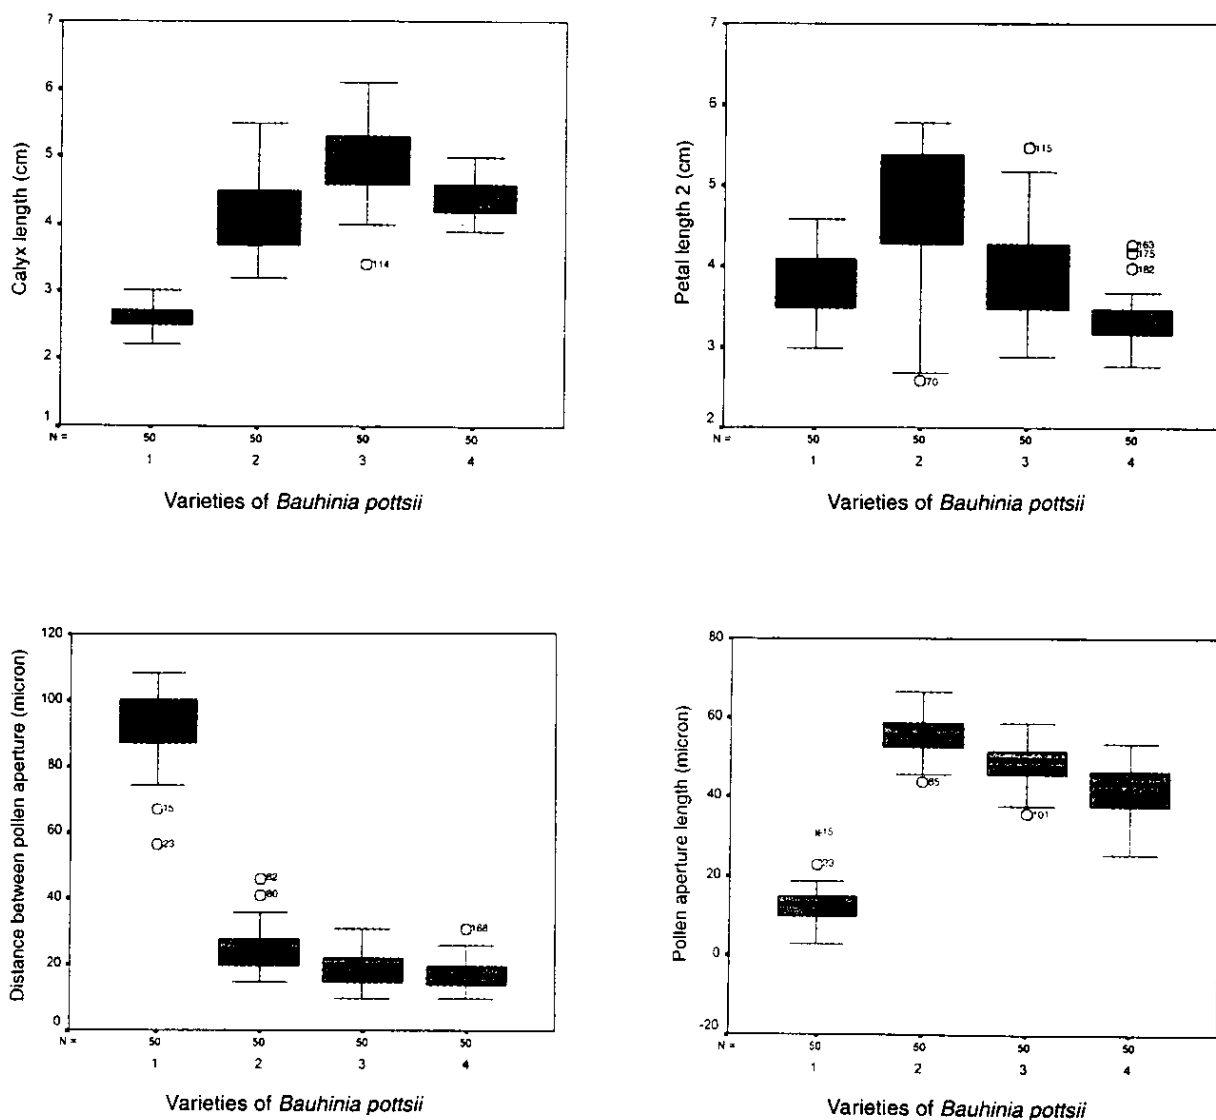 Calyx length (cm)
7
6
5
4
3
2
1
N = 50 50 50 50
1 2 3 4
114
Varieties of Bauhinia pottsii
Petal length 2 (cm)
7
6
5
4
3
2
N = 50 50 50 50
1 2 3 4
70
115
163
175
182
Varieties of Bauhinia pottsii
Distance between pollen aperture (micron)
120
100
80
60
40
20
0
N = 50 50 50 50
1 2 3 4
15
23
82
80
168
Varieties of Bauhinia pottsii
Pollen aperture length (micron)
80
60
40
20
0
-20
N = 50 50 50 50
1 2 3 4
15
23
85
101
Varieties of Bauhinia pottsii